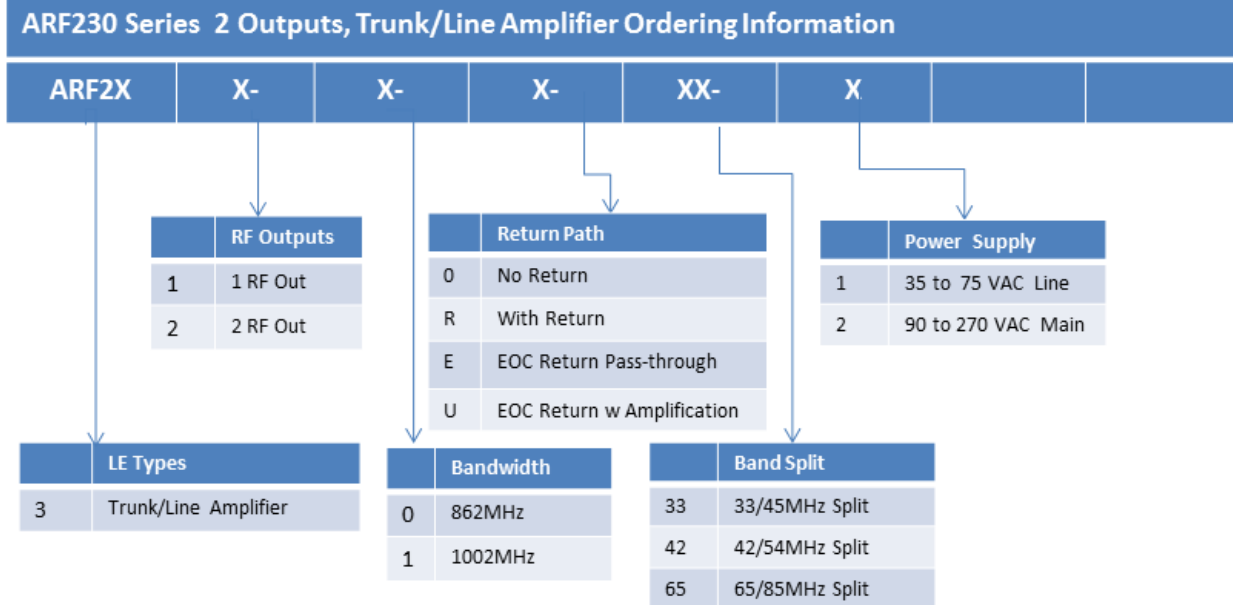 ARF230 Series 2 Outputs, Trunk/Line Amplifier Ordering Information
ARF2X X- X- X- XX- X
RF Outputs
1 1 RF Out
2 2 RF Out
Return Path
0 No Return
R With Return
E EOC Return Pass-through
U EOC Return w Amplification
Power Supply
1 35 to 75 VAC Line
2 90 to 270 VAC Main
LE Types
3 Trunk/Line Amplifier
Bandwidth
0 862MHz
1 1002MHz
Band Split
33 33/45MHz Split
42 42/54MHz Split
65 65/85MHz Split